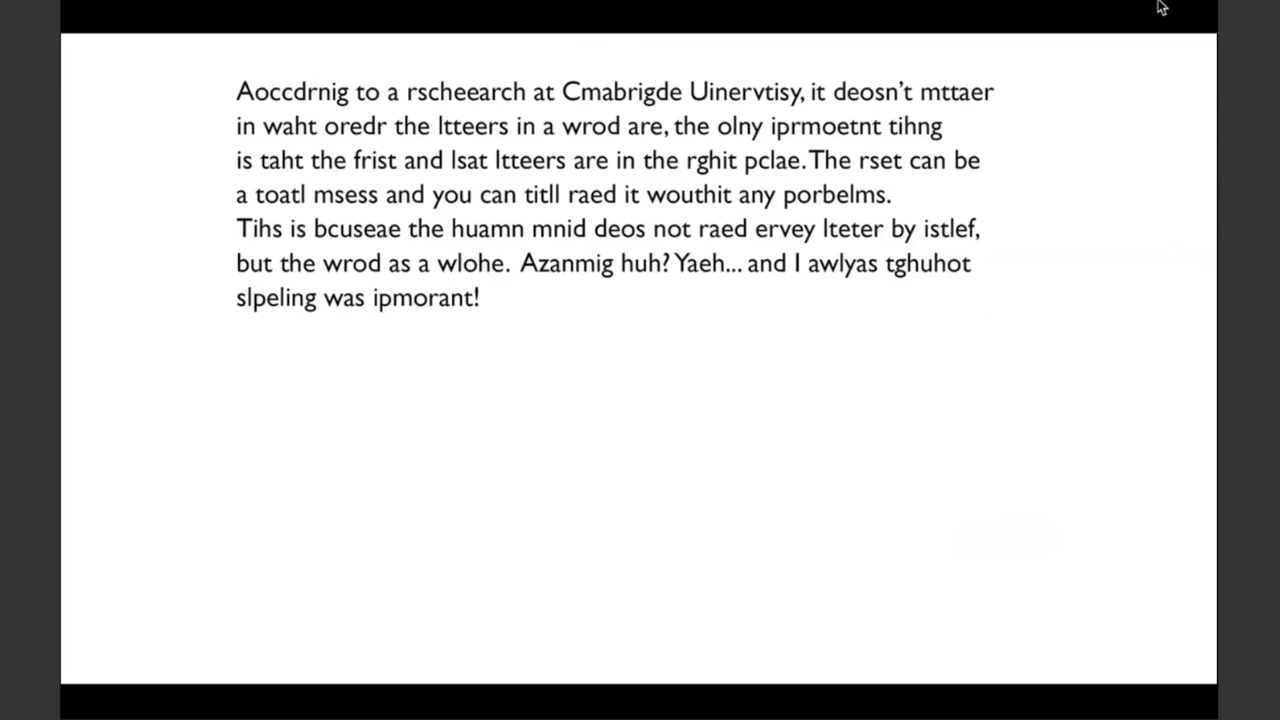 Aoccdrnig to a rscheearch at Cmabrigde Uinervtisy, it deosn’t mttaer
in waht oredr the ltteers in a wrod are, the olny iprmoetnt tihng
is taht the frist and lsat ltteers are in the rghit pclae. The rset can be
a toatl msess and you can titll raed it wouthit any porbelms.
Tihs is bcuseae the huamn mnid deos not raed ervey lteter by istlef,
but the wrod as a wlohe. Azanmig huh? Yaeh... and I awlyas tghuhot
slpeling was ipmorant!